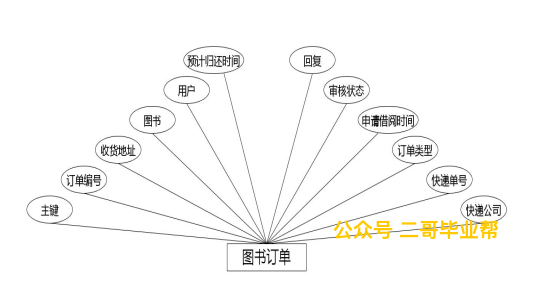 预计归还时间
回复
用户
审核状态
图书
申请借阅时间
收货地址
订单类型
订单编号
快递单号
主键
快递公司
公众号 二哥毕业帮
图书订单